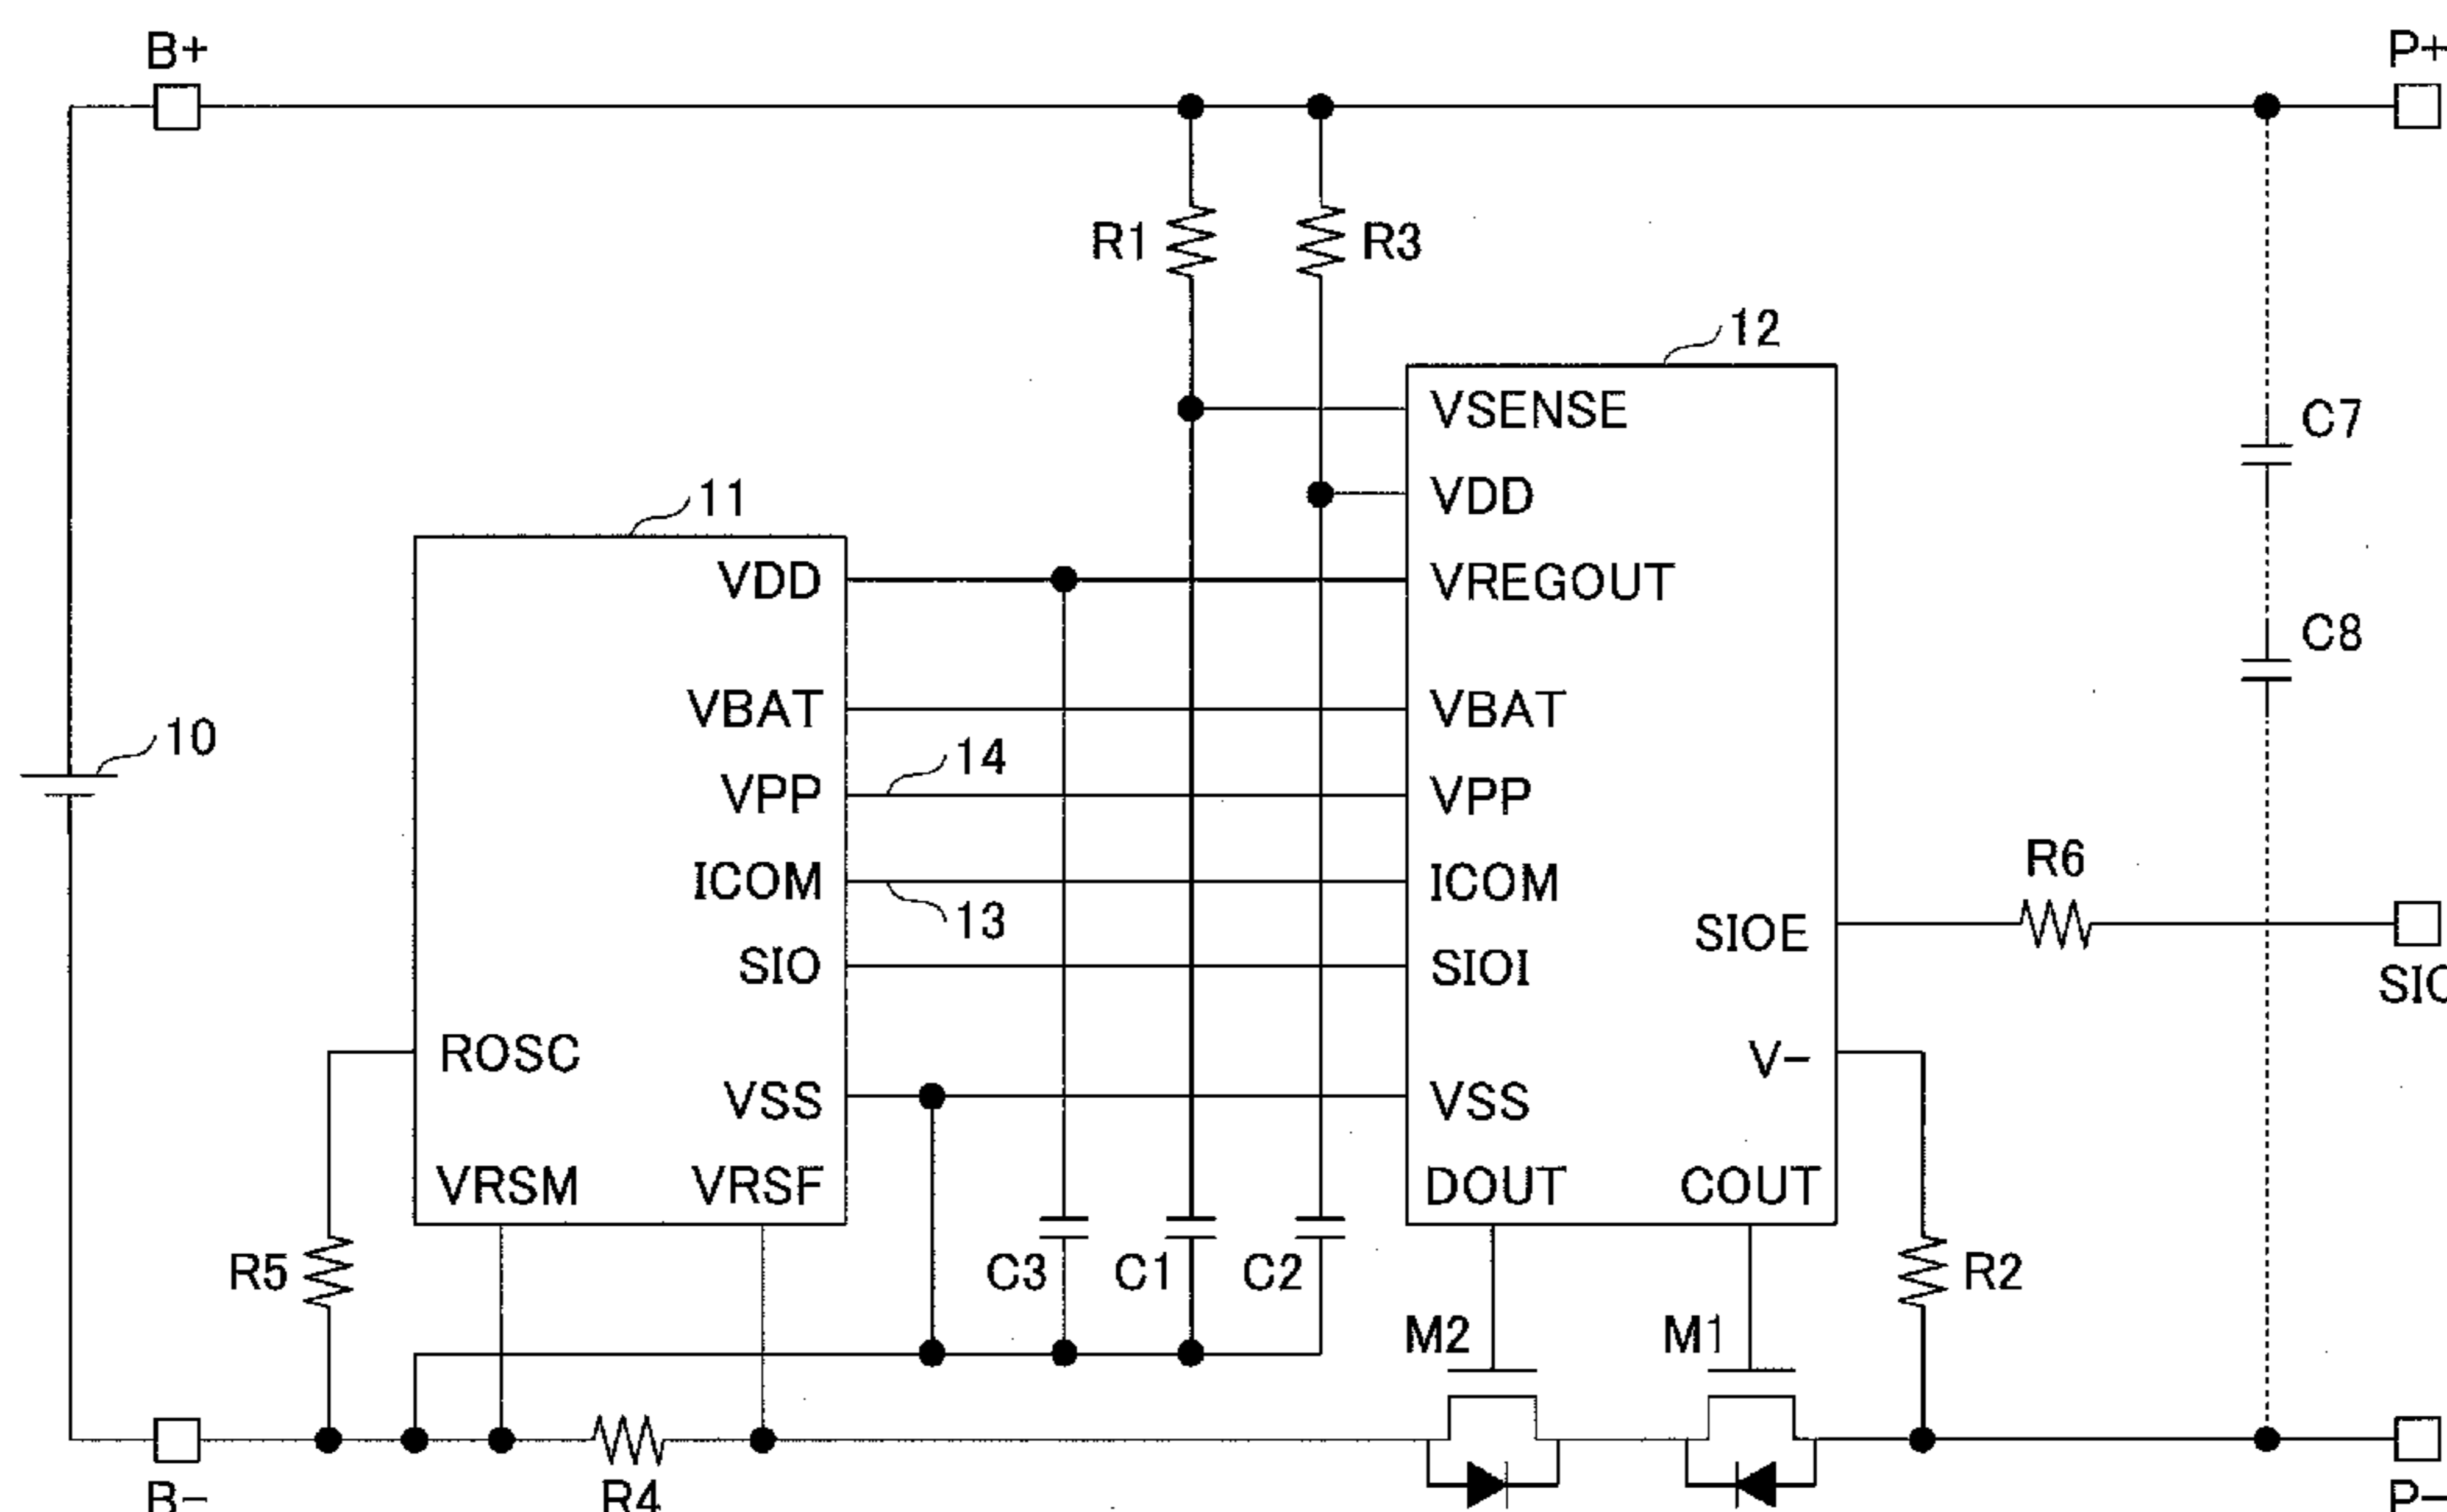 B+
P+
R1
R3
12
VSENSE
C7
11
VDD
VDD
VREGOUT
C8
VBAT
VBAT
10
14
VPP
VPP
R6
ICOM
ICOM
13
SIOE
SIO
SIOI
SIO
ROSC
V-
VSS
VSS
VRSM
VRSF
DOUT
COUT
R5
C3
C1
C2
R2
M2
M1
B-
R4
P-